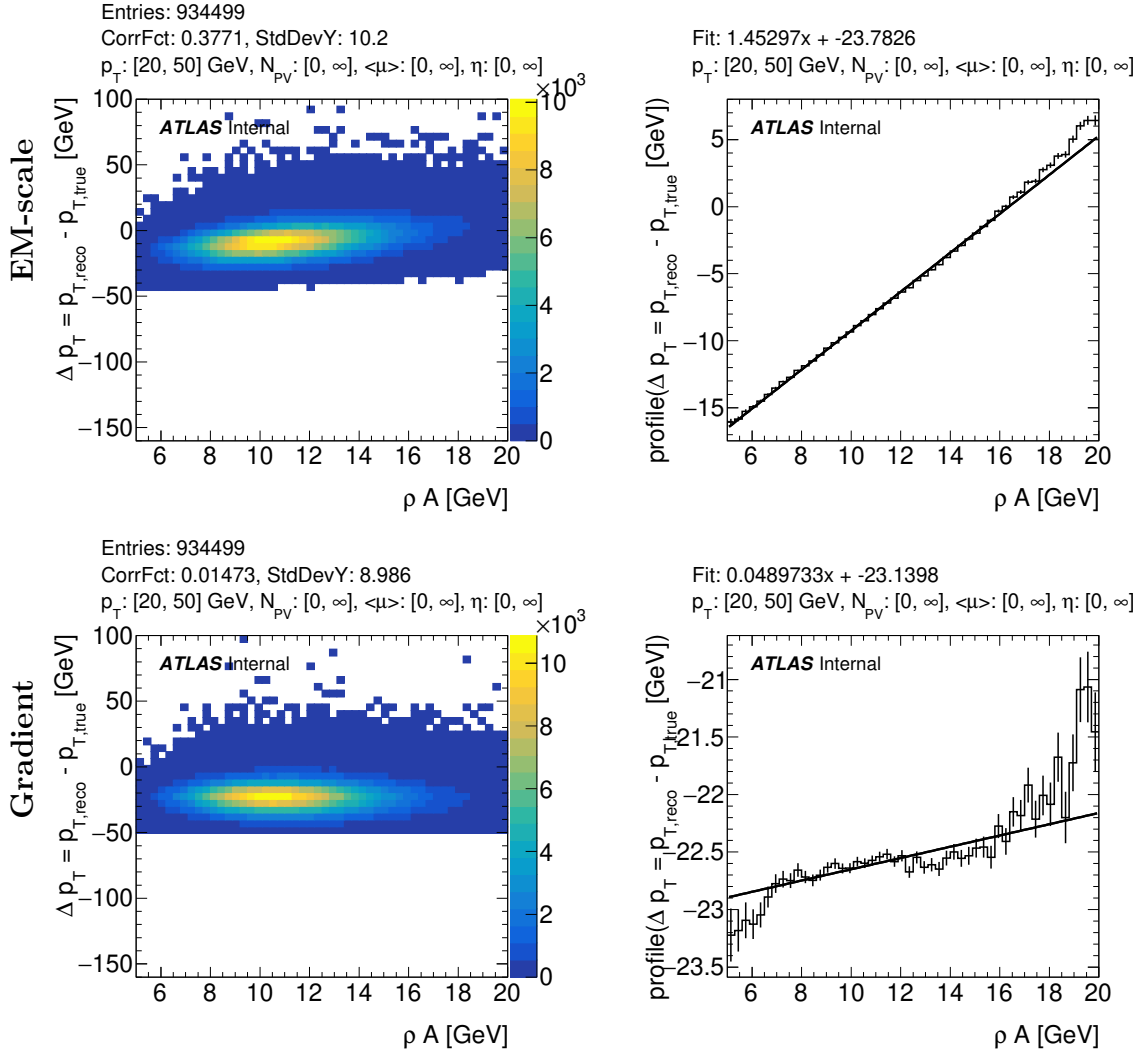 EM-scale
Entries: 934499
CorrFct: 0.3771, StdDevY: 10.2
p_T: [20, 50] GeV, N_PV: [0, ∞], <μ>: [0, ∞], η: [0, ∞]
×10³
ATLAS Internal
Δ p_T = p_T,reco - p_T,true [GeV]
100
50
0
−50
−100
−150
10
8
6
4
2
0
6 8 10 12 14 16 18 20
ρ A [GeV]
Fit: 1.45297x + -23.7826
p_T: [20, 50] GeV, N_PV: [0, ∞], <μ>: [0, ∞], η: [0, ∞]
ATLAS Internal
profile(Δ p_T = p_T,reco - p_T,true [GeV])
5
0
−5
−10
−15
6 8 10 12 14 16 18 20
ρ A [GeV]
Gradient
Entries: 934499
CorrFct: 0.01473, StdDevY: 8.986
p_T: [20, 50] GeV, N_PV: [0, ∞], <μ>: [0, ∞], η: [0, ∞]
×10³
ATLAS Internal
Δ p_T = p_T,reco - p_T,true [GeV]
100
50
0
−50
−100
−150
10
8
6
4
2
0
6 8 10 12 14 16 18 20
ρ A [GeV]
Fit: 0.0489733x + -23.1398
p_T: [20, 50] GeV, N_PV: [0, ∞], <μ>: [0, ∞], η: [0, ∞]
ATLAS Internal
profile(Δ p_T = p_T,reco - p_T,true [GeV])
−21
−21.5
−22
−22.5
−23
−23.5
6 8 10 12 14 16 18 20
ρ A [GeV]